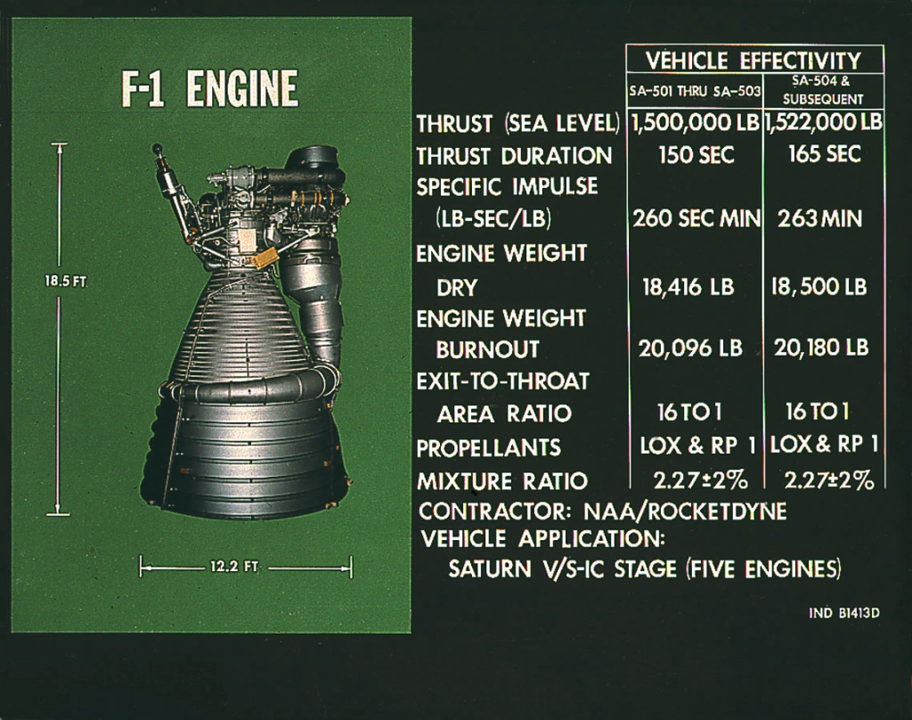 F-1 ENGINE
18.5 FT
12.2 FT
VEHICLE EFFECTIVITY
SA-501 THRU SA-503
SA-504 &
SUBSEQUENT
THRUST (SEA LEVEL) 1,500,000 LB 1,522,000 LB
THRUST DURATION 150 SEC 165 SEC
SPECIFIC IMPULSE
(LB-SEC/LB) 260 SEC MIN 263 MIN
ENGINE WEIGHT
DRY 18,416 LB 18,500 LB
ENGINE WEIGHT
BURNOUT 20,096 LB 20,180 LB
EXIT-TO-THROAT
AREA RATIO 16 TO 1 16 TO 1
PROPELLANTS LOX & RP 1 LOX & RP 1
MIXTURE RATIO 2.27±2% 2.27±2%
CONTRACTOR: NAA/ROCKETDYNE
VEHICLE APPLICATION:
SATURN V/S-IC STAGE (FIVE ENGINES)
IND B1413D